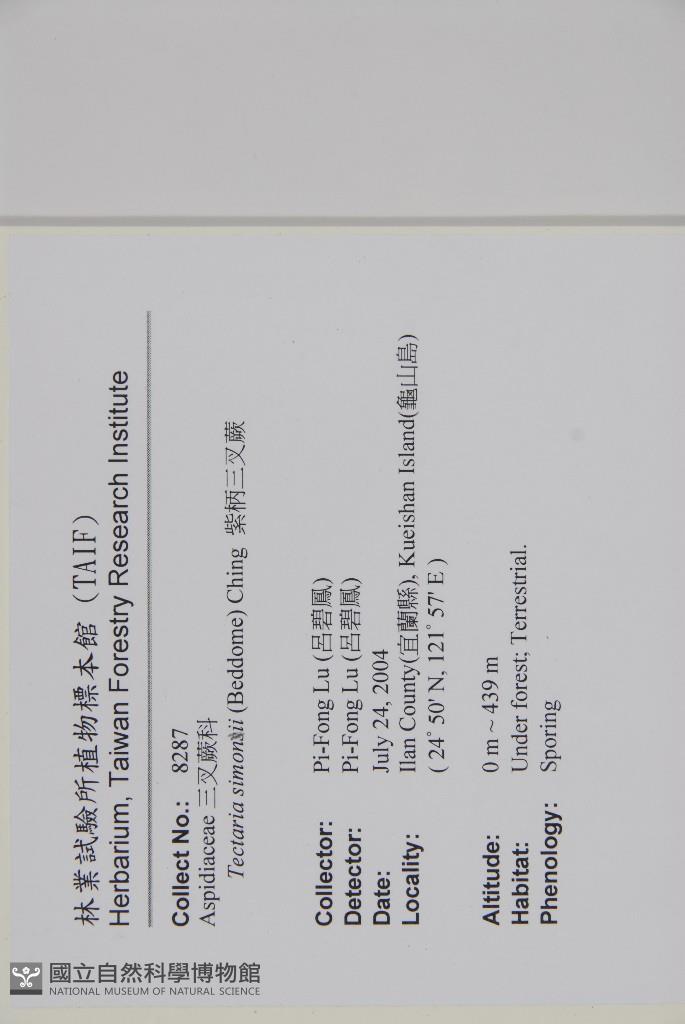 林業試驗所植物標本館 (TAIF)
Herbarium, Taiwan Forestry Research Institute
Collect No.: 8287
Aspidiaceae 三叉蕨科
Tectaria simonsii (Beddome) Ching 紫柄三叉蕨
Collector: Pi-Fong Lu (呂碧鳳)
Detector: Pi-Fong Lu (呂碧鳳)
Date: July 24, 2004
Locality: Ilan County(宜蘭縣), Kueishan Island(龜山島)
( 24° 50' N, 121° 57' E )
Altitude: 0 m ~ 439 m
Habitat: Under forest; Terrestrial.
Phenology: Sporing
國立自然科學博物館
NATIONAL MUSEUM OF NATURAL SCIENCE